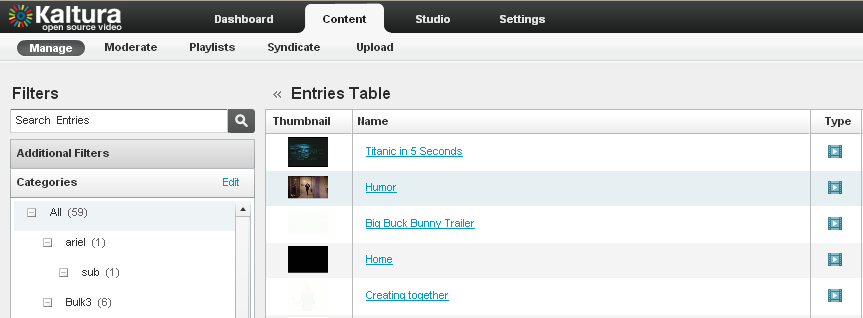 Kaltura
open source video
Dashboard Content Studio Settings
Manage Moderate Playlists Syndicate Upload
Filters
Search Entries
Additional Filters
Categories Edit
All (59)
ariel (1)
sub (1)
Bulk3 (6)
« Entries Table
Thumbnail Name Type
Titanic in 5 Seconds
Humor
Big Buck Bunny Trailer
Home
Creating together